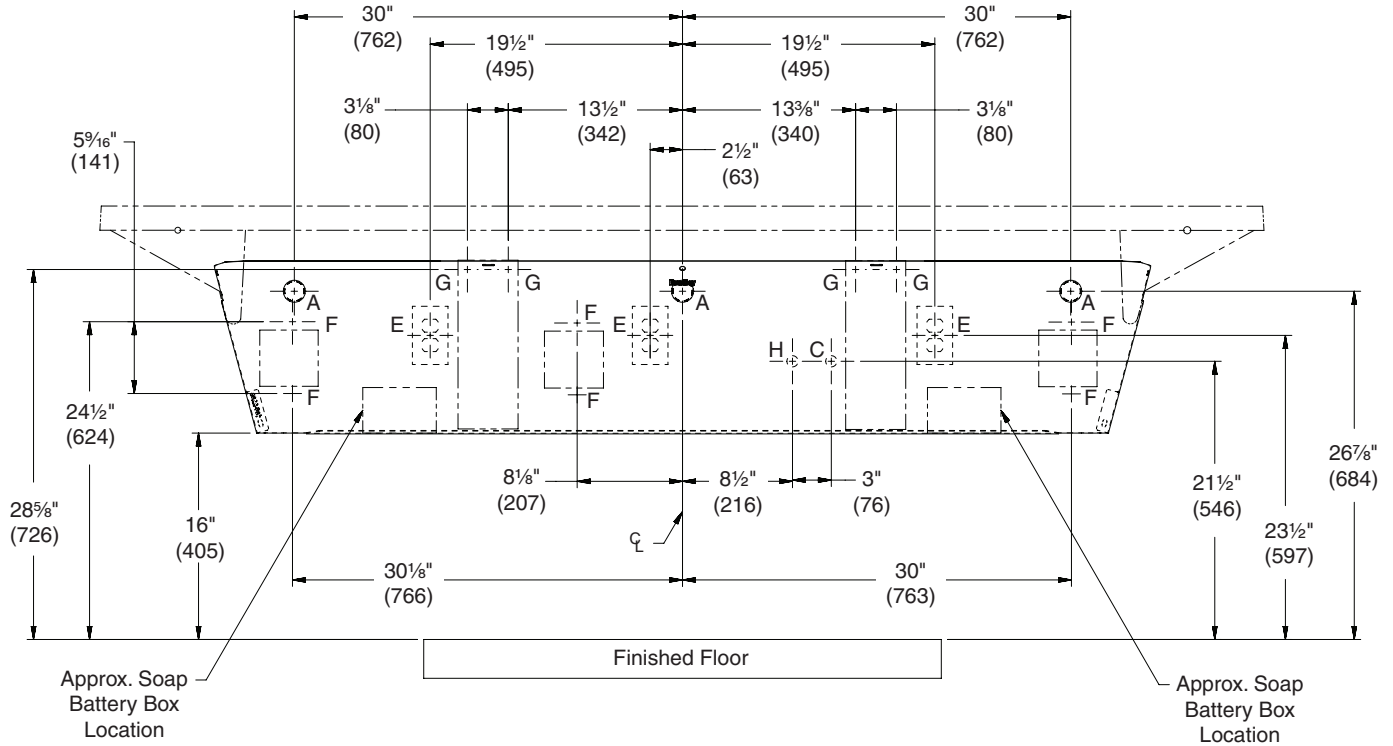 30" 30"
(762) (762)
19½" 19½"
(495) (495)
3⅛" 13½" 13⅜" 3⅛"
(80) (342) (340) (80)
5⁹⁄₁₆" 2½"
(141) (63)
G G G G
A A A
F F F
E E E
H C
F F F
24½"
(624)
26⅞"
(684)
8⅛" 8½" 3" 21½"
(207) (216) (76) (546)
28⅝" 16" 23½"
(726) (405) (597)
℄
30⅛" 30"
(766) (763)
Finished Floor
Approx. Soap
Battery Box
Location
Approx. Soap
Battery Box
Location